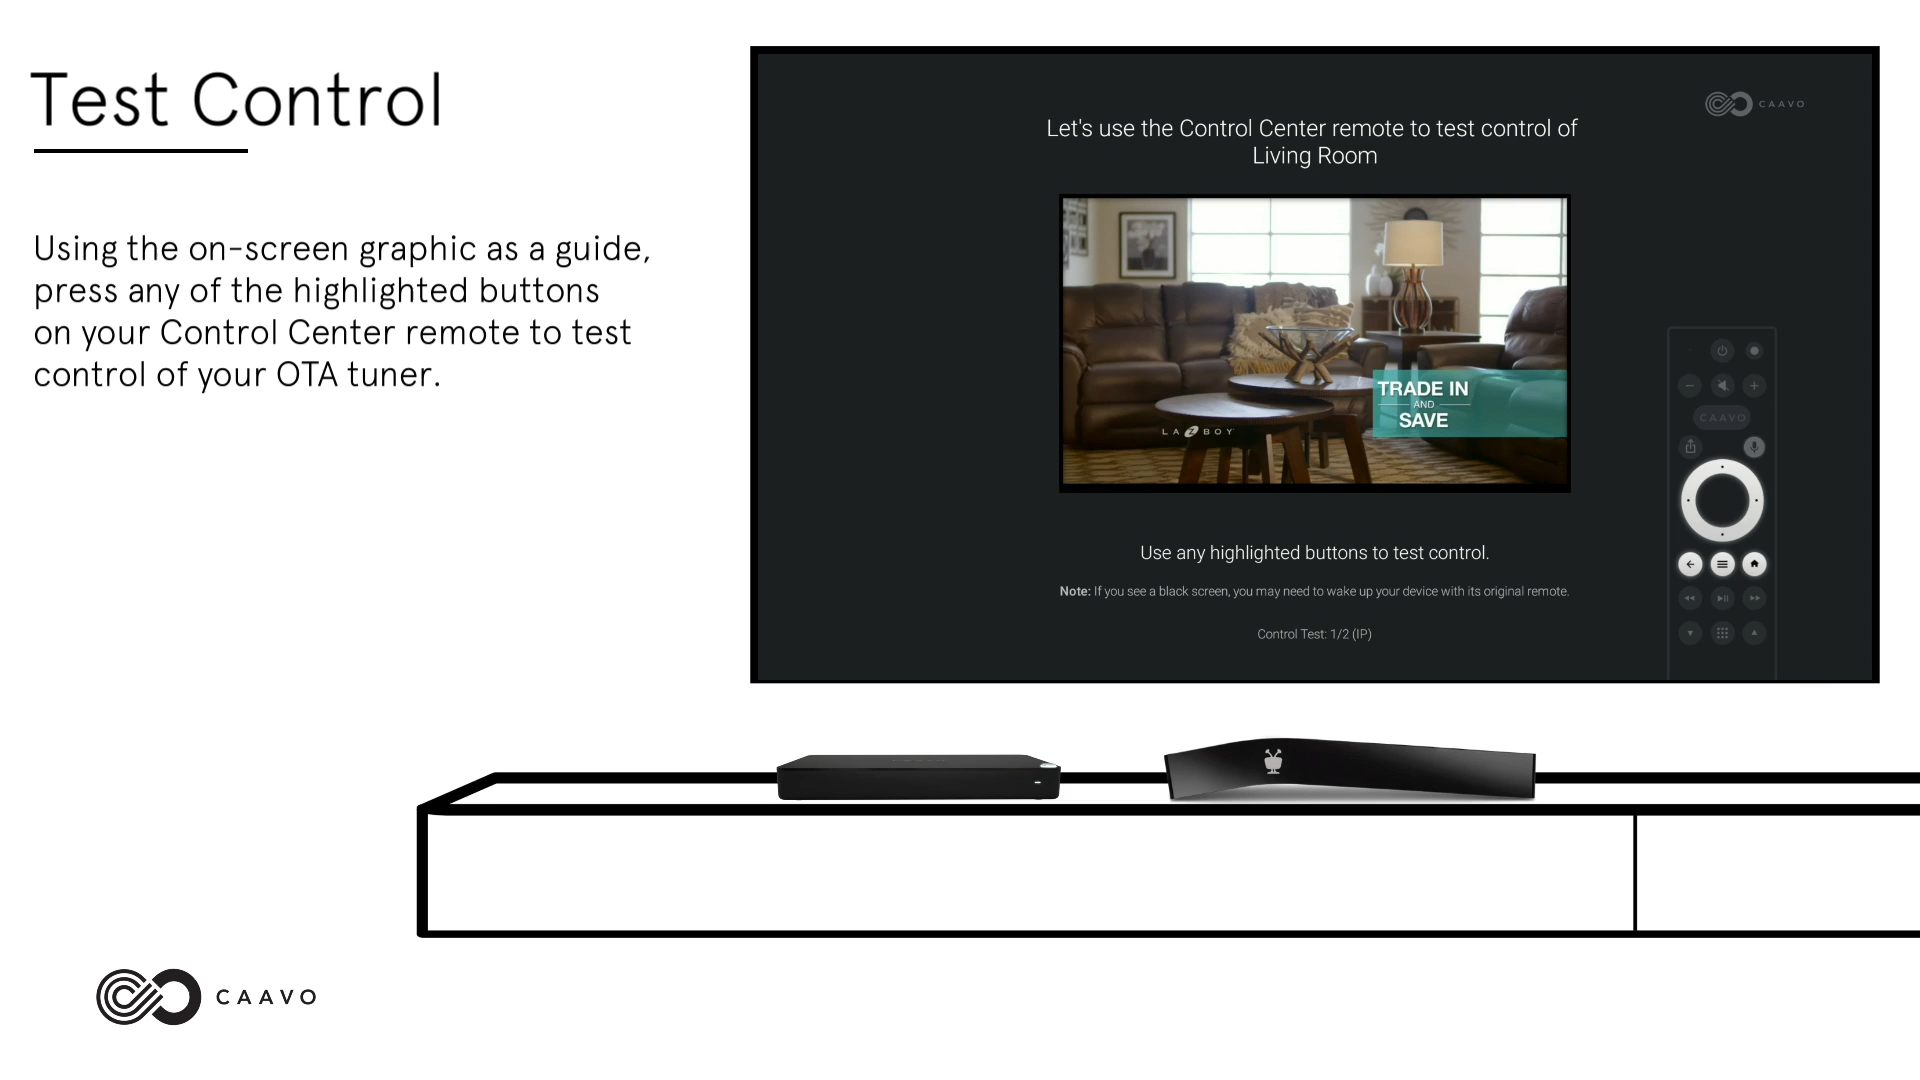 Test Control
Using the on-screen graphic as a guide,
press any of the highlighted buttons
on your Control Center remote to test
control of your OTA tuner.
CAAVO
Let's use the Control Center remote to test control of
Living Room
TRADE IN
AND
SAVE
LA Z BOY
CAAVO
Use any highlighted buttons to test control.
Note: If you see a black screen, you may need to wake up your device with its original remote.
Control Test: 1/2 (IP)
CAAVO